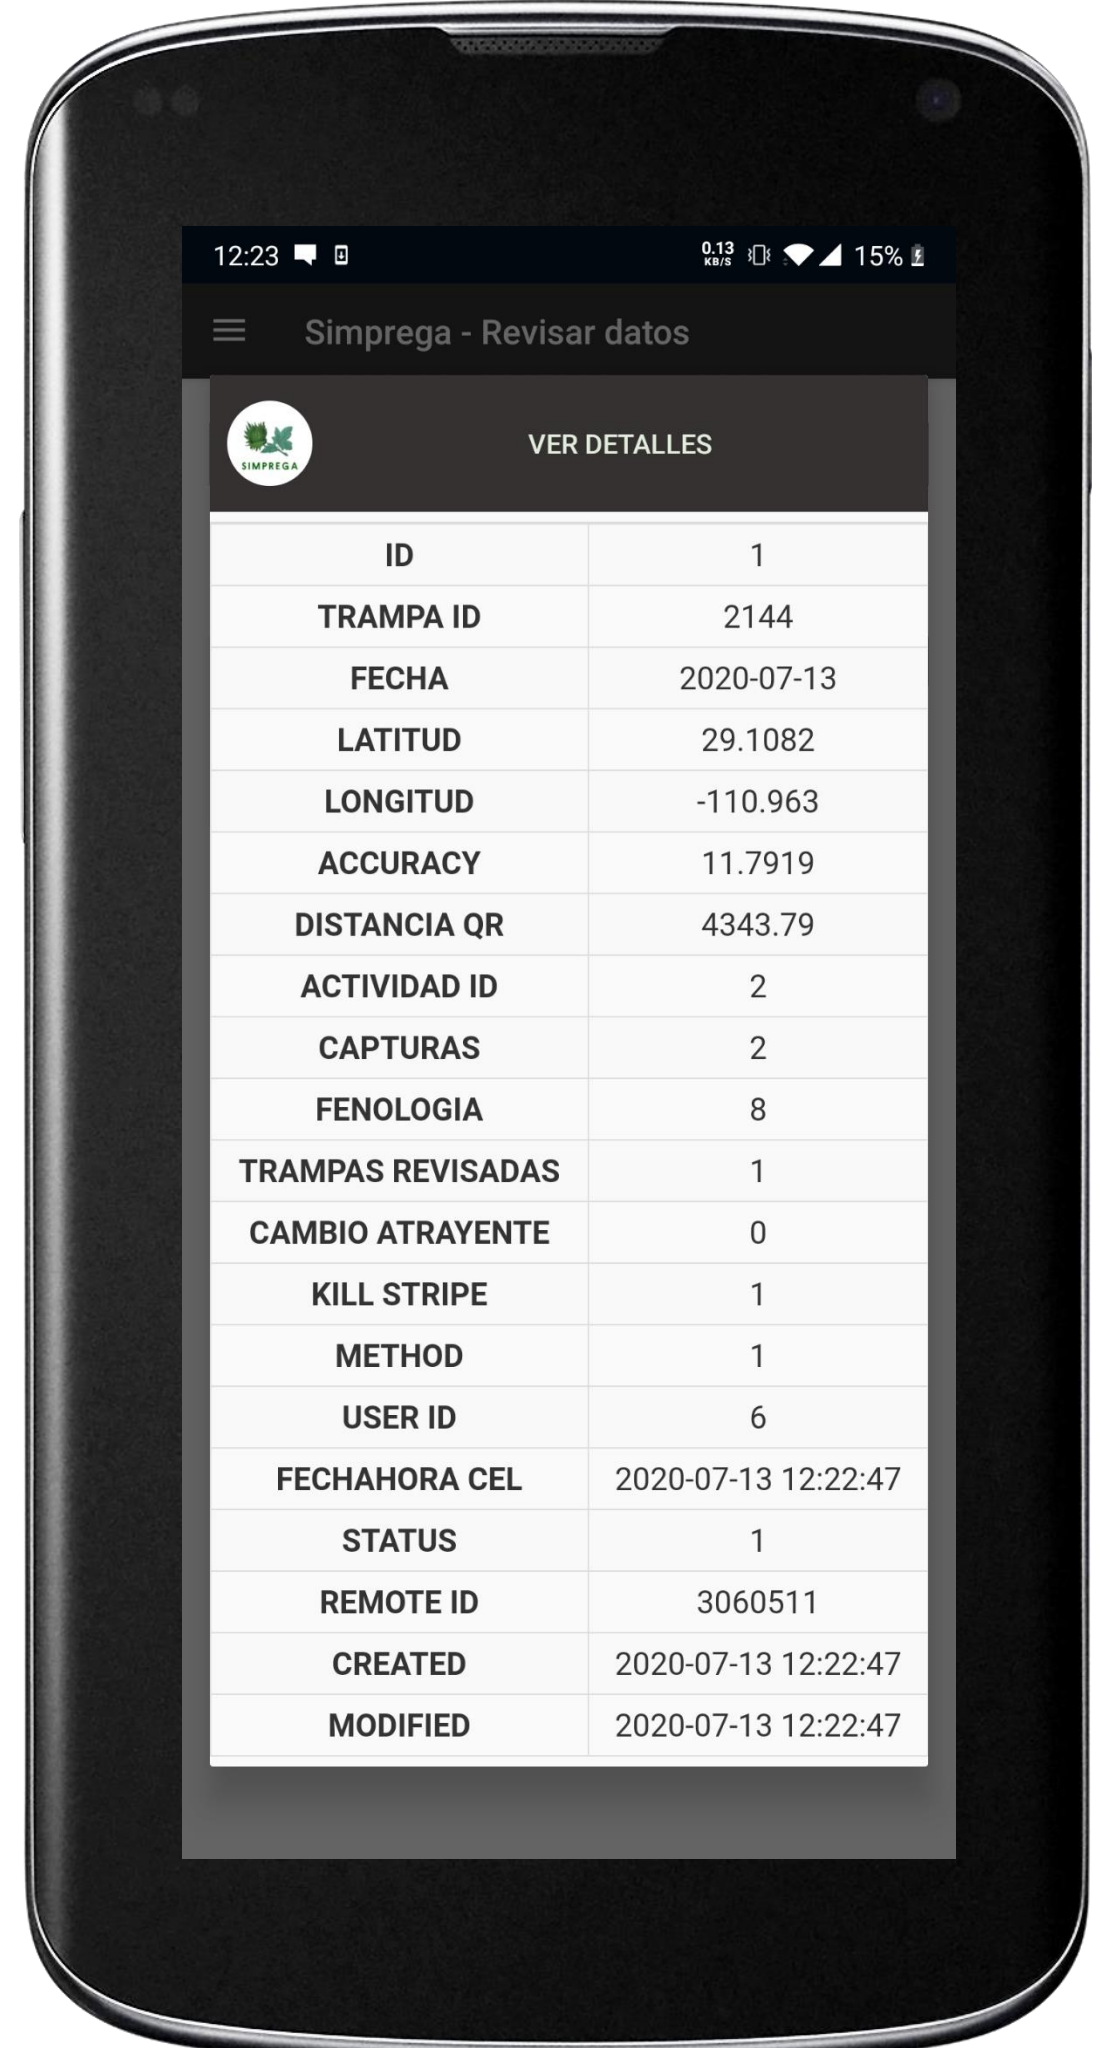 12:23 0.13 KB/S 15%
Simprega - Revisar datos
SIMPREGA
VER DETALLES
ID 1
TRAMPA ID 2144
FECHA 2020-07-13
LATITUD 29.1082
LONGITUD -110.963
ACCURACY 11.7919
DISTANCIA QR 4343.79
ACTIVIDAD ID 2
CAPTURAS 2
FENOLOGIA 8
TRAMPAS REVISADAS 1
CAMBIO ATRAYENTE 0
KILL STRIPE 1
METHOD 1
USER ID 6
FECHAHORA CEL 2020-07-13 12:22:47
STATUS 1
REMOTE ID 3060511
CREATED 2020-07-13 12:22:47
MODIFIED 2020-07-13 12:22:47